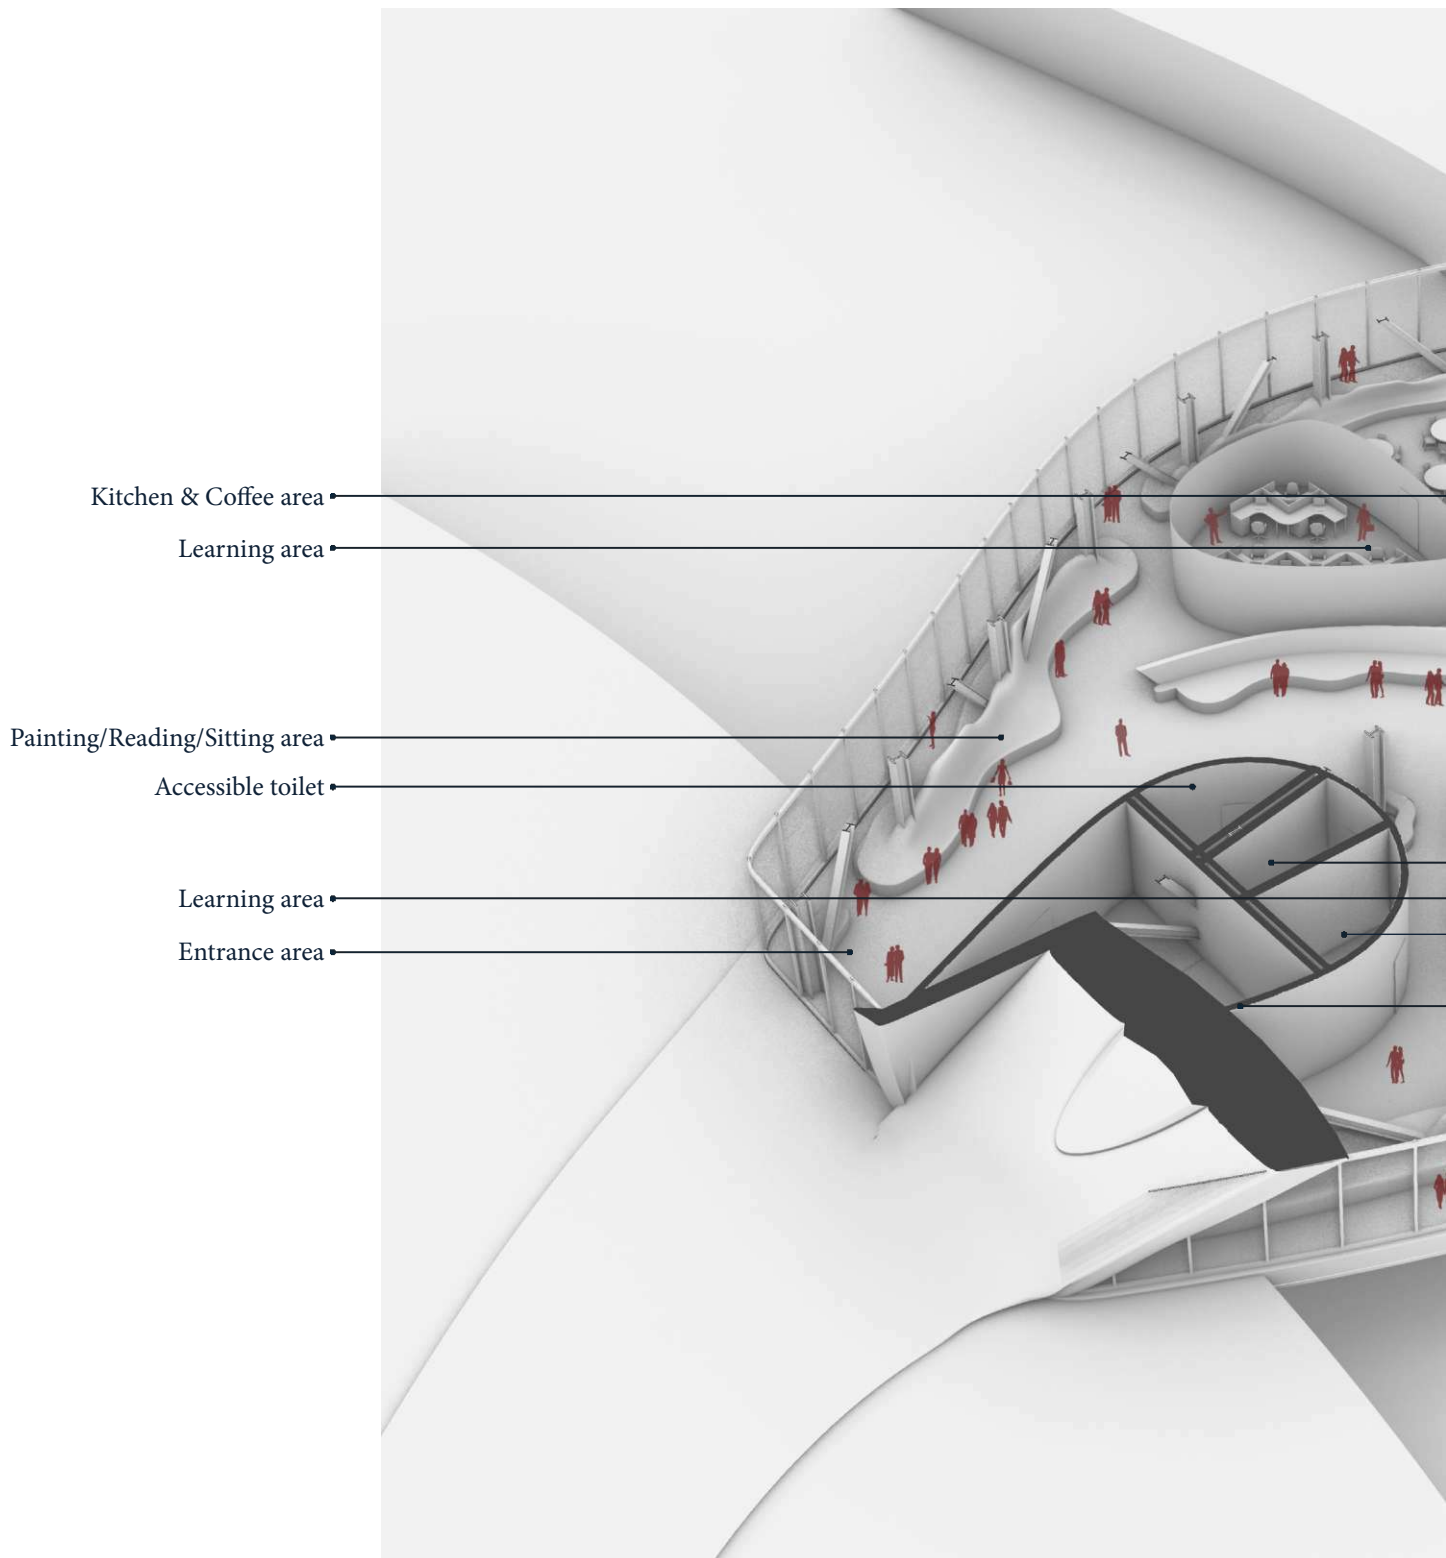 Kitchen & Coffee area
Learning area
Painting/Reading/Sitting area
Accessible toilet
Learning area
Entrance area